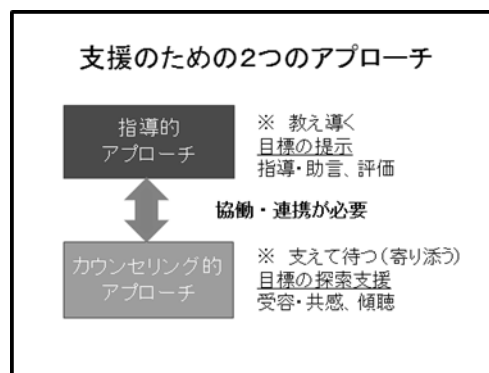 支援のための２つのアプローチ
指導的
アプローチ
※ 教え導く
目標の提示
指導・助言、評価
協働・連携が必要
カウンセリング的
アプローチ
※ 支えて待つ（寄り添う）
目標の探索支援
受容・共感、傾聴